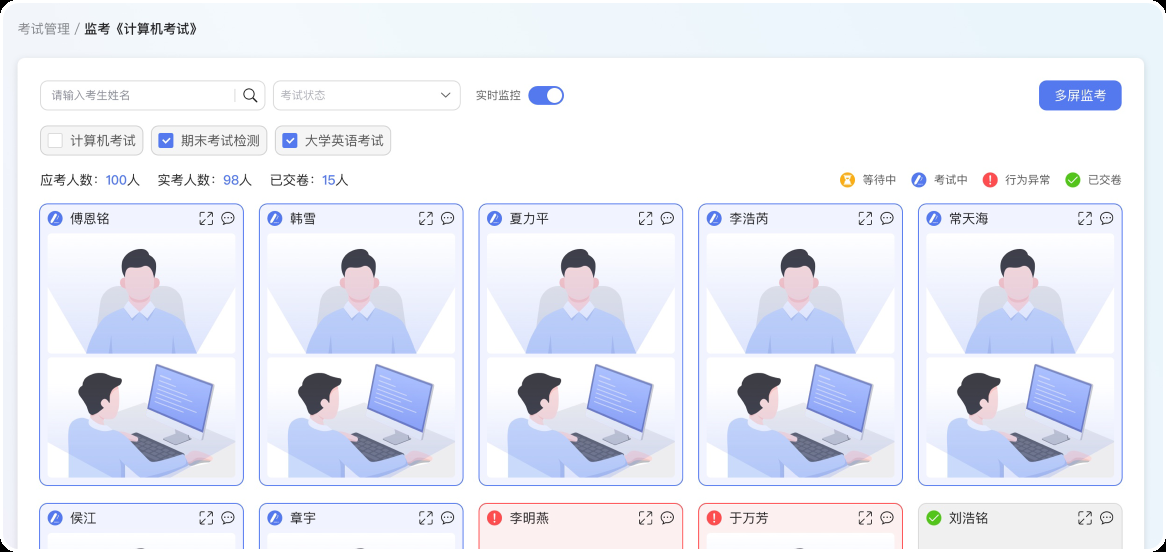 考试管理 / 监考《计算机考试》
请输入考生姓名 考试状态 实时监控 多屏监考
计算机考试 期末考试检测 大学英语考试
应考人数：100人 实考人数：98人 已交卷：15人 等待中 考试中 行为异常 已交卷
傅恩铭 韩雪 夏力平 李浩芮 常天海
侯江 章宇 李明燕 于万芳 刘浩铭